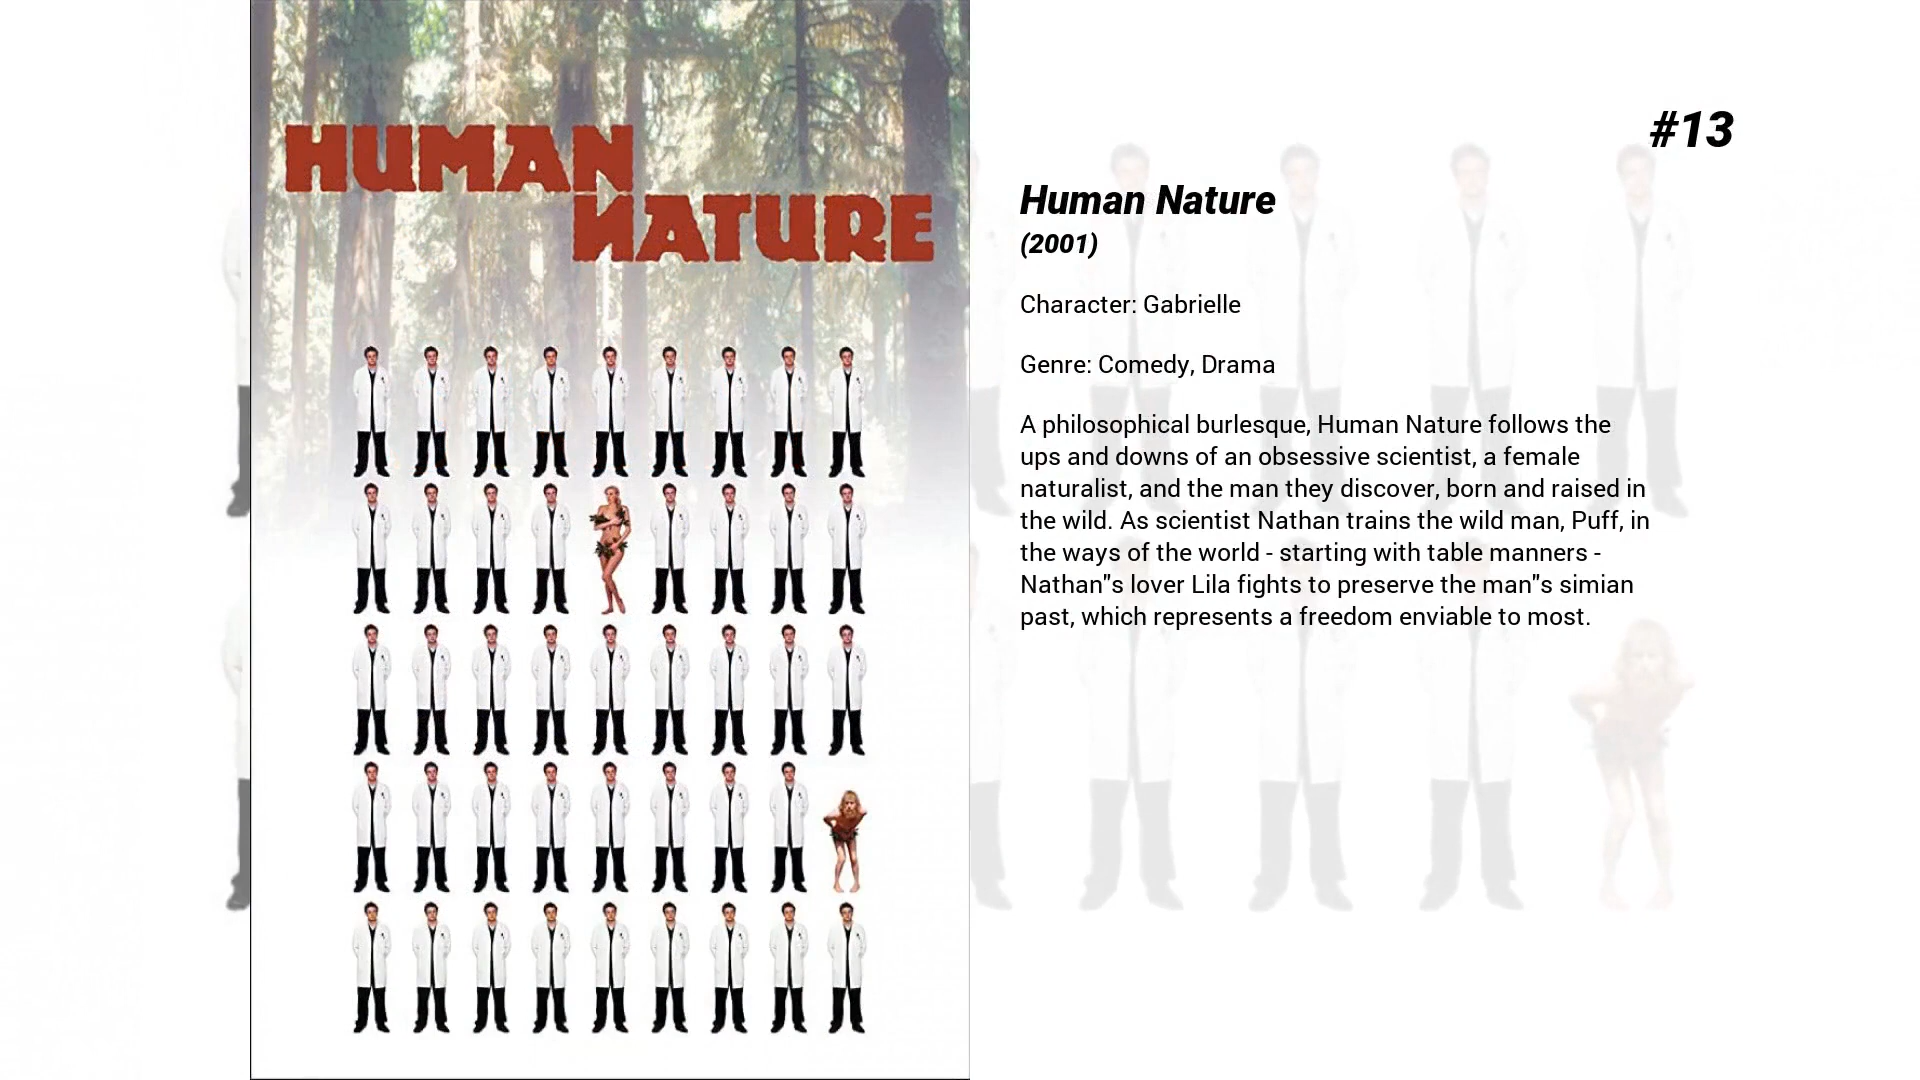 HUMAN
NATURE
#13
Human Nature
(2001)
Character: Gabrielle
Genre: Comedy, Drama
A philosophical burlesque, Human Nature follows the
ups and downs of an obsessive scientist, a female
naturalist, and the man they discover, born and raised in
the wild. As scientist Nathan trains the wild man, Puff, in
the ways of the world - starting with table manners -
Nathan"s lover Lila fights to preserve the man"s simian
past, which represents a freedom enviable to most.